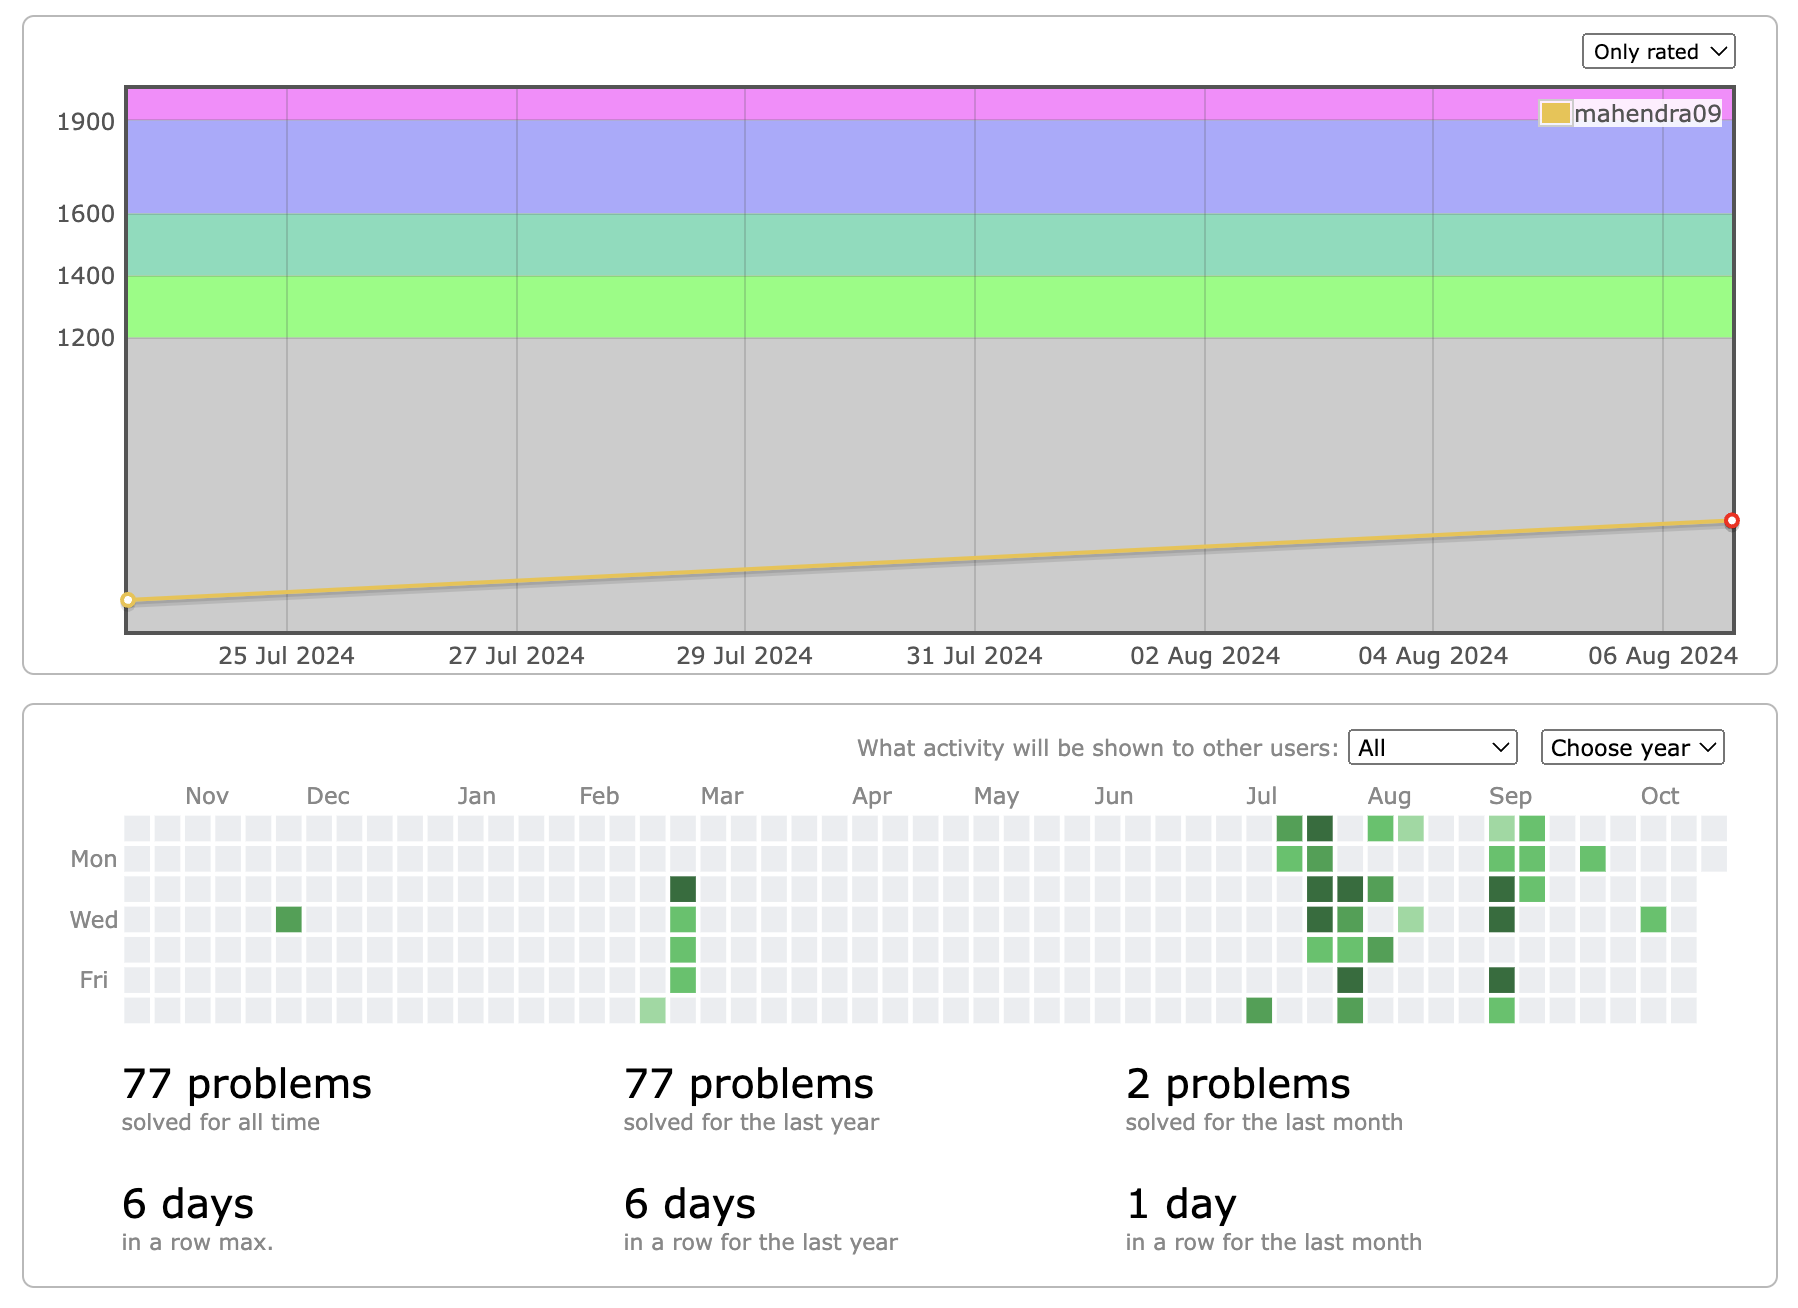 Only rated
mahendra09
1900
1600
1400
1200
25 Jul 2024 27 Jul 2024 29 Jul 2024 31 Jul 2024 02 Aug 2024 04 Aug 2024 06 Aug 2024
What activity will be shown to other users: All Choose year
Nov Dec Jan Feb Mar Apr May Jun Jul Aug Sep Oct
Mon
Wed
Fri
77 problems 77 problems 2 problems
solved for all time solved for the last year solved for the last month
6 days 6 days 1 day
in a row max. in a row for the last year in a row for the last month